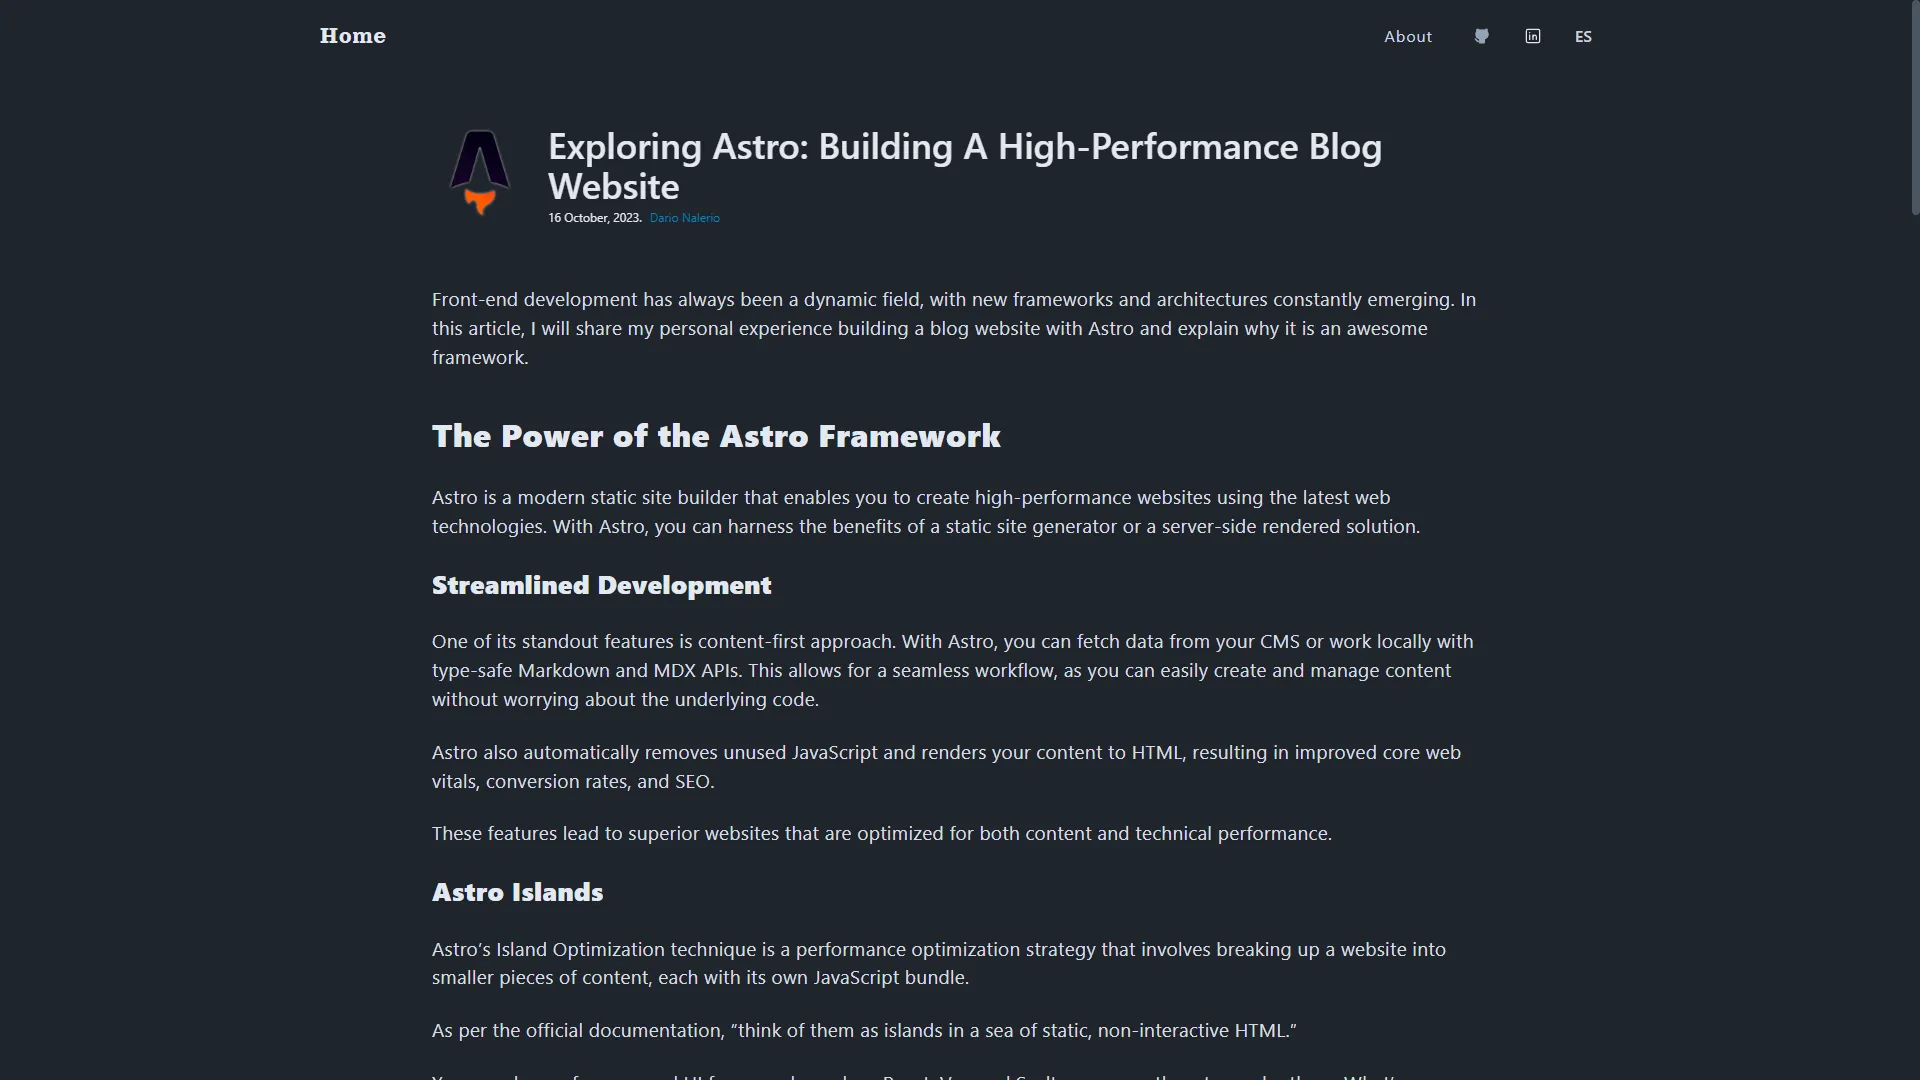 Home
About
ES
Exploring Astro: Building A High-Performance Blog
Website
16 October, 2023. Dario Nalerio
Front-end development has always been a dynamic field, with new frameworks and architectures constantly emerging. In
this article, I will share my personal experience building a blog website with Astro and explain why it is an awesome
framework.
The Power of the Astro Framework
Astro is a modern static site builder that enables you to create high-performance websites using the latest web
technologies. With Astro, you can harness the benefits of a static site generator or a server-side rendered solution.
Streamlined Development
One of its standout features is content-first approach. With Astro, you can fetch data from your CMS or work locally with
type-safe Markdown and MDX APIs. This allows for a seamless workflow, as you can easily create and manage content
without worrying about the underlying code.
Astro also automatically removes unused JavaScript and renders your content to HTML, resulting in improved core web
vitals, conversion rates, and SEO.
These features lead to superior websites that are optimized for both content and technical performance.
Astro Islands
Astro’s Island Optimization technique is a performance optimization strategy that involves breaking up a website into
smaller pieces of content, each with its own JavaScript bundle.
As per the official documentation, “think of them as islands in a sea of static, non-interactive HTML.”